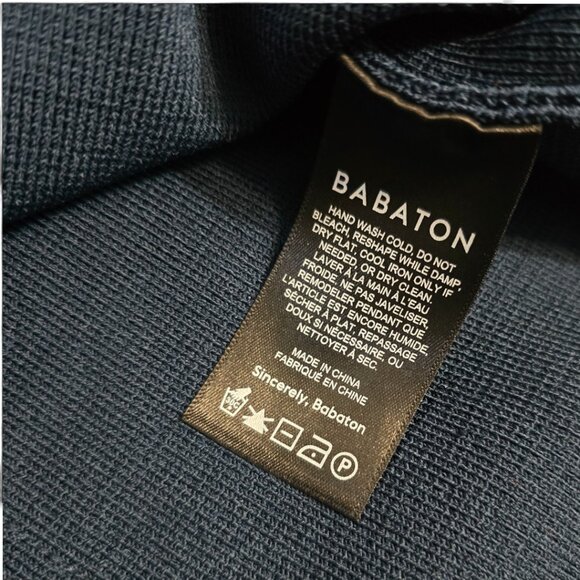 BABATON
HAND WASH COLD, DO NOT
BLEACH, RESHAPE WHILE DAMP,
DRY FLAT. COOL IRON ONLY IF
NEEDED, OR DRY CLEAN.
LAVER À LA MAIN À L'EAU
FROIDE. NE PAS JAVELISER,
REMODELER PENDANT QUE
L'ARTICLE EST ENCORE HUMIDE,
SÉCHER À PLAT, REPASSAGE
DOUX SI NÉCESSAIRE, OU
NETTOYER À SEC.
MADE IN CHINA
FABRIQUÉ EN CHINE
Sincerely, Babaton
P